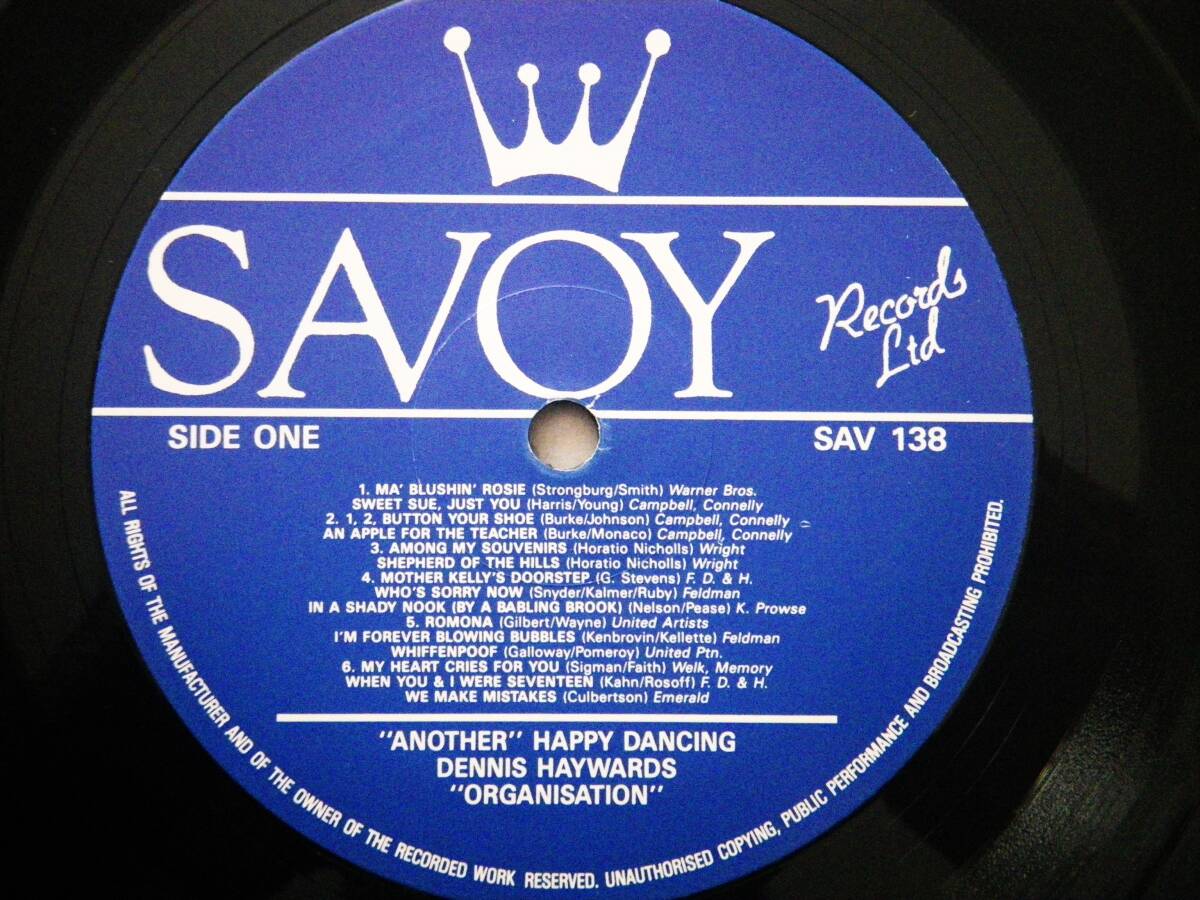 SAVOY
Records
Ltd
SIDE ONE
SAV 138
1. MA' BLUSHIN' ROSIE (Strongburg/Smith) Warner Bros.
SWEET SUE, JUST YOU (Harris/Young) Campbell, Connelly
2. 1, 2, BUTTON YOUR SHOE (Burke/Johnson) Campbell, Connelly
AN APPLE FOR THE TEACHER (Burke/Monaco) Campbell, Connelly
3. AMONG MY SOUVENIRS (Horatio Nicholls) Wright
SHEPHERD OF THE HILLS (Horatio Nicholls) Wright
4. MOTHER KELLY'S DOORSTEP (G. Stevens) F. D. & H.
WHO'S SORRY NOW (Snyder/Kalmer/Ruby) Feldman
IN A SHADY NOOK (BY A BABLING BROOK) (Nelson/Pease) K. Prowse
5. ROMONA (Gilbert/Wayne) United Artists
I'M FOREVER BLOWING BUBBLES (Kenbrovin/Kellette) Feldman
WHIFFENPOOF (Galloway/Pomeroy) United Ptn.
6. MY HEART CRIES FOR YOU (Sigman/Faith) Welk, Memory
WHEN YOU & I WERE SEVENTEEN (Kahn/Rosoff) F. D. & H.
WE MAKE MISTAKES (Culbertson) Emerald
"ANOTHER" HAPPY DANCING
DENNIS HAYWARDS
"ORGANISATION"
ALL RIGHTS OF THE MANUFACTURER AND OF THE OWNER OF THE RECORDED WORK RESERVED. UNAUTHORISED COPYING, PUBLIC PERFORMANCE AND BROADCASTING PROHIBITED.